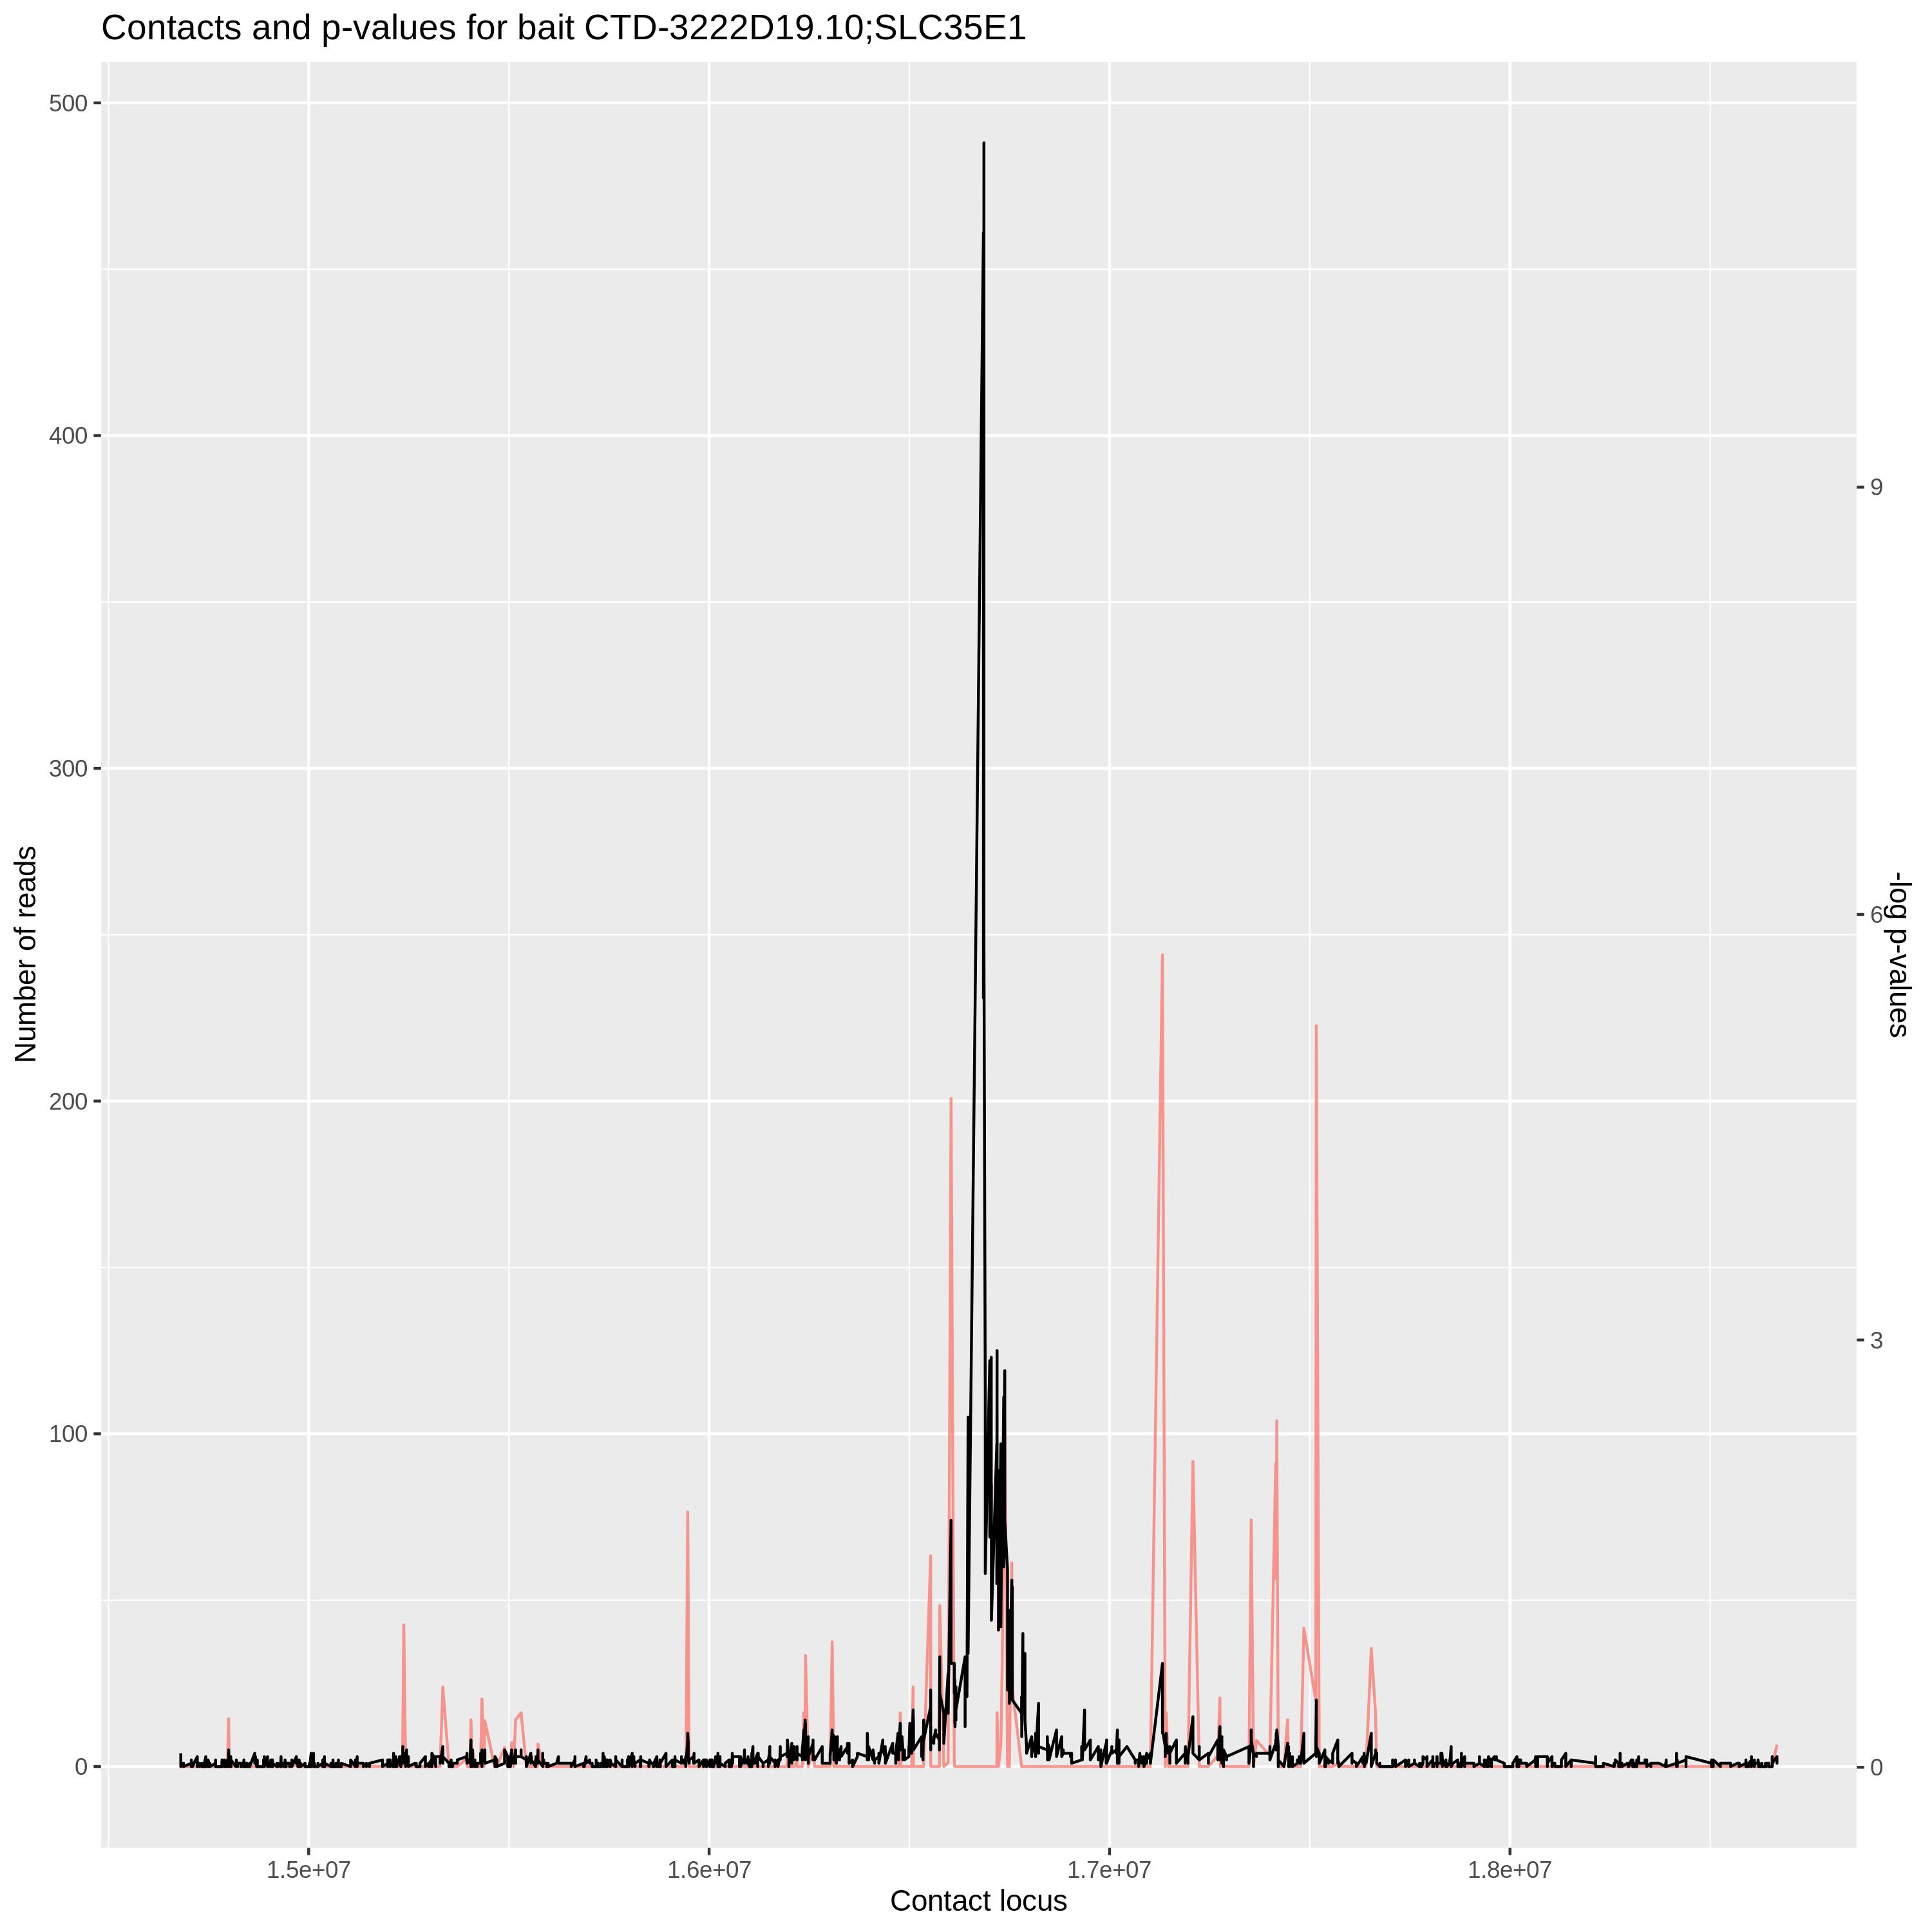 Contacts and p-values for bait CTD-3222D19.10;SLC35E1
500
400
300
200
100
0
Number of reads
9
6
3
0
-log p-values
1.5e+07
1.6e+07
1.7e+07
1.8e+07
Contact locus